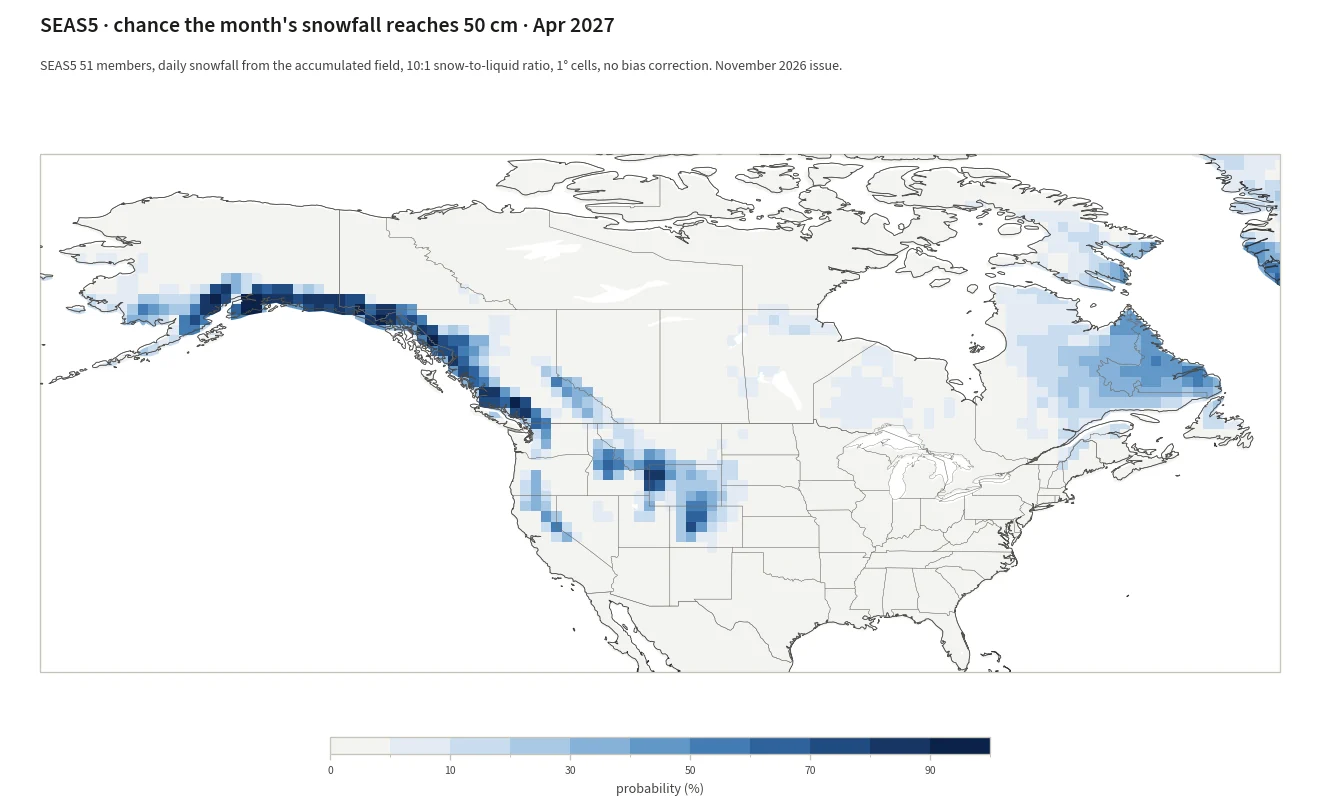 SEAS5 · chance the month's snowfall reaches 50 cm · Apr 2027
SEAS5 51 members, daily snowfall from the accumulated field, 10:1 snow-to-liquid ratio, 1° cells, no bias correction. November 2026 issue.
0 10 30 50 70 90
probability (%)